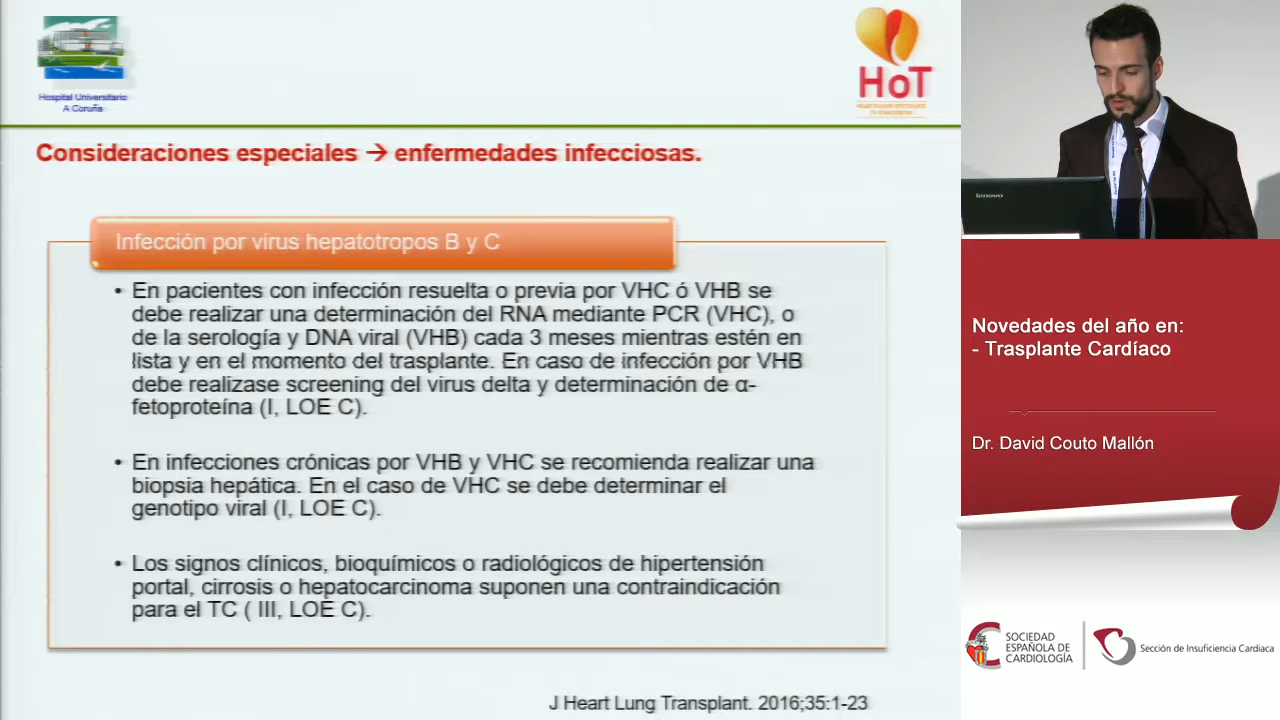 Hospital Universitario
A Coruña
HoT
Consideraciones especiales → enfermedades infecciosas.
Infección por virus hepatotropos B y C
• En pacientes con infección resuelta o previa por VHC ó VHB se
debe realizar una determinación del RNA mediante PCR (VHC), o
de la serología y DNA viral (VHB) cada 3 meses mientras estén en
lista y en el momento del trasplante. En caso de infección por VHB
debe realizase screening del virus delta y determinación de α-
fetoproteína (I, LOE C).
• En infecciones crónicas por VHB y VHC se recomienda realizar una
biopsia hepática. En el caso de VHC se debe determinar el
genotipo viral (I, LOE C).
• Los signos clínicos, bioquímicos o radiológicos de hipertensión
portal, cirrosis o hepatocarcinoma suponen una contraindicación
para el TC ( III, LOE C).
J Heart Lung Transplant. 2016;35:1-23
Novedades del año en:
- Trasplante Cardíaco
Dr. David Couto Mallón
SOCIEDAD
ESPAÑOLA DE
CARDIOLOGÍA
Sección de Insuficiencia Cardiaca